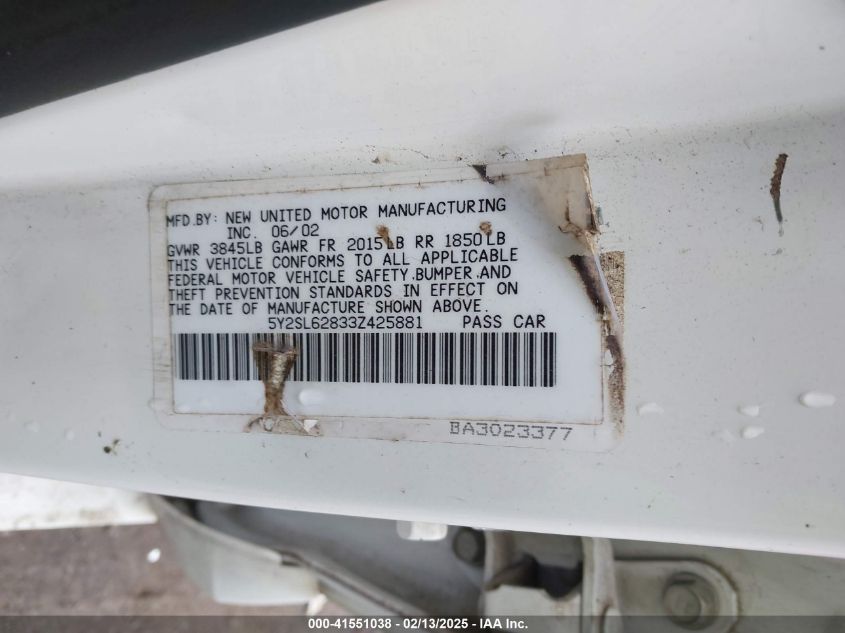 MFD.BY: NEW UNITED MOTOR MANUFACTURING
INC. 06/02
GVWR 3845LB GAWR FR 2015LB RR 1850LB
THIS VEHICLE CONFORMS TO ALL APPLICABLE
FEDERAL MOTOR VEHICLE SAFETY,BUMPER,AND
THEFT PREVENTION STANDARDS IN EFFECT ON
THE DATE OF MANUFACTURE SHOWN ABOVE.
5Y2SL62833Z425881 PASS CAR
BA3023377
000-41551038 - 02/13/2025 - IAA Inc.